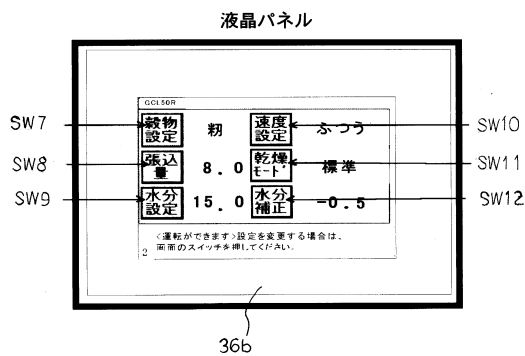 液晶パネル
GCL50R
SW7 穀物設定 籾 速度設定 ふつう SW10
SW8 張込量 8.0 乾燥モード 標準 SW11
SW9 水分設定 15.0 水分補正 -0.5 SW12
<運転ができます>設定を変更する場合は、
2 画面のスイッチを押してください.
36b